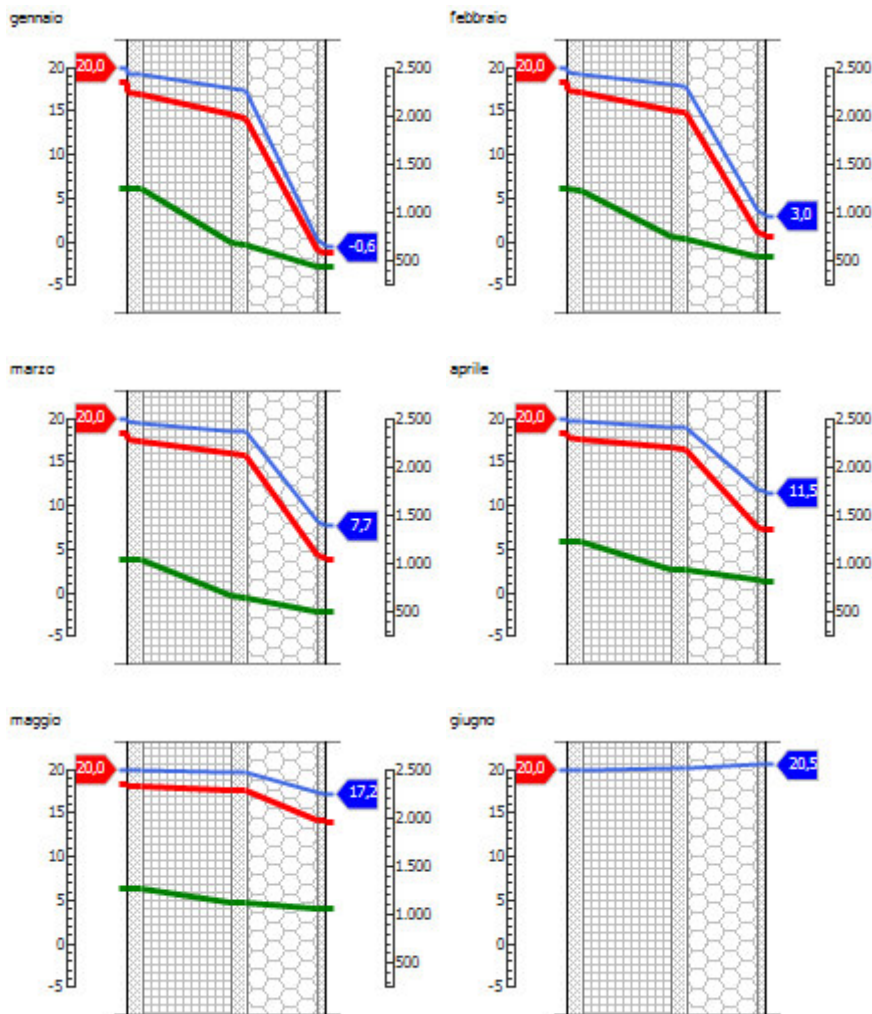 gennaio
febbraio
20 20,0 2.500 20 20,0 2.500
15 2.000 15 2.000
10 1.500 10 1.500
5 1.000 5 3,0 1.000
0 -0,6 500 0 500
-5 -5
marzo
aprile
20 20,0 2.500 20 20,0 2.500
15 2.000 15 2.000
10 1.500 10 11,5 1.500
5 7,7 1.000 5 1.000
0 500 0 500
-5 -5
maggio
giugno
20 20,0 17,2 2.500 20 20,0 20,5
15 2.000 15
10 1.500 10
5 1.000 5
0 500 0
-5 -5